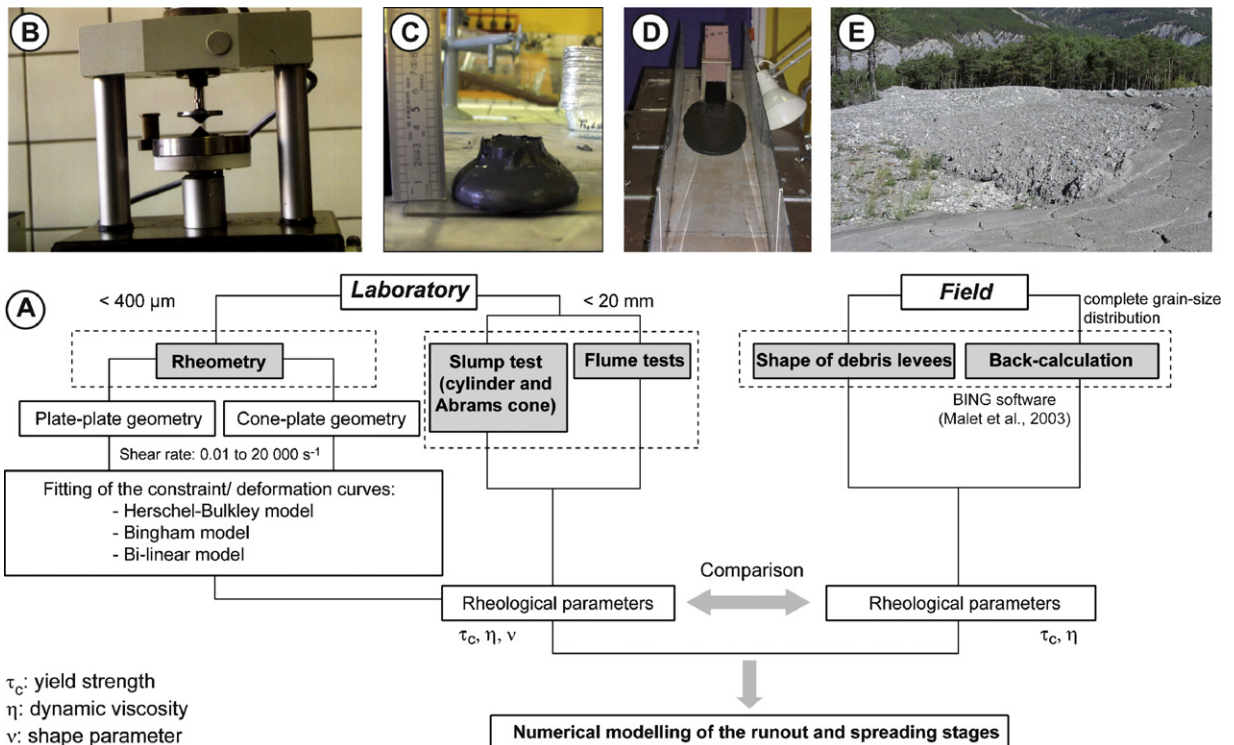 B
C
D
E
A
< 400 µm
Laboratory
< 20 mm
Field
complete grain-size
distribution
Rheometry
Slump test
(cylinder and
Abrams cone)
Flume tests
Shape of debris levees
Back-calculation
BING software
(Malet et al., 2003)
Plate-plate geometry
Cone-plate geometry
Shear rate: 0.01 to 20 000 s⁻¹
Fitting of the constraint/ deformation curves:
- Herschel-Bulkley model
- Bingham model
- Bi-linear model
Comparison
Rheological parameters
Rheological parameters
τc, η, ν
τc, η
τc: yield strength
η: dynamic viscosity
ν: shape parameter
Numerical modelling of the runout and spreading stages